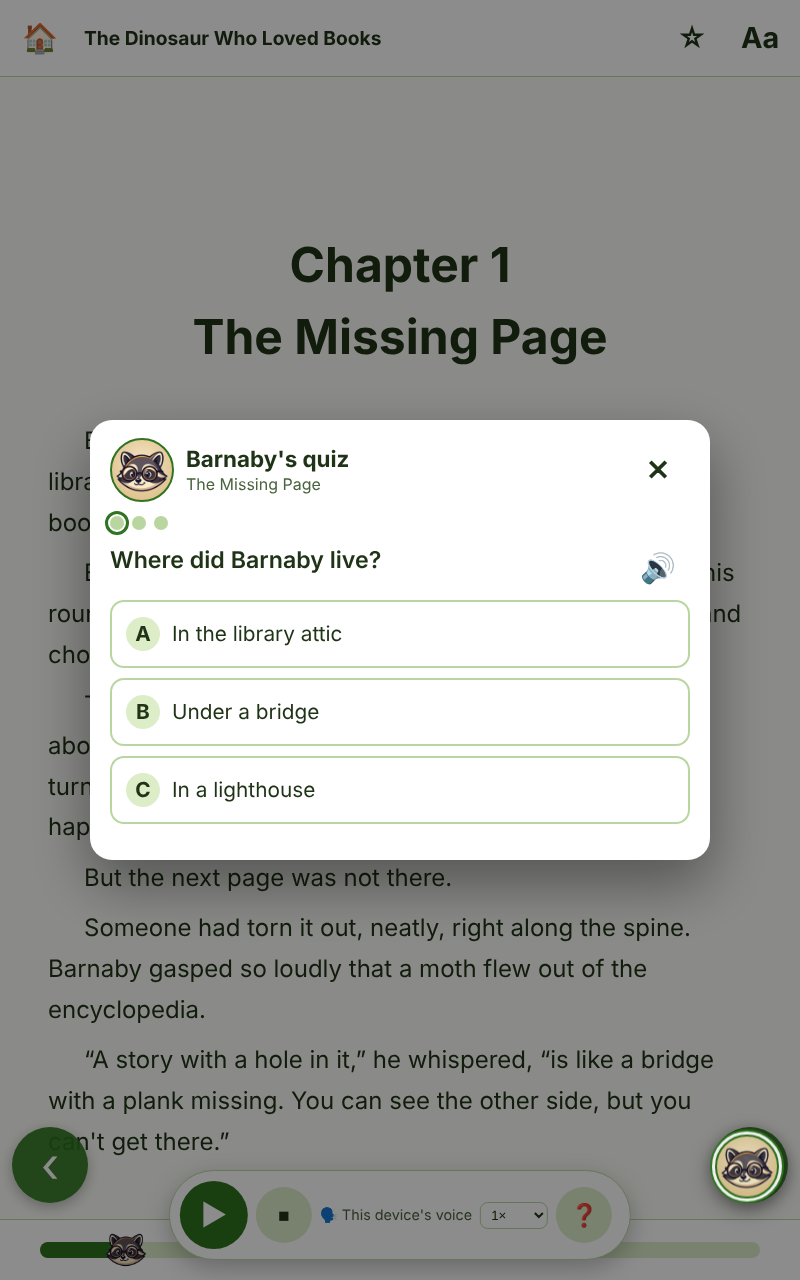 The Dinosaur Who Loved Books
☆ Aa
Chapter 1
The Missing Page
Barnaby's quiz
The Missing Page
✕
Where did Barnaby live?
A In the library attic
B Under a bridge
C In a lighthouse
But the next page was not there.
Someone had torn it out, neatly, right along the spine.
Barnaby gasped so loudly that a moth flew out of the
encyclopedia.
“A story with a hole in it,” he whispered, “is like a bridge
with a plank missing. You can see the other side, but you
can't get there.”
This device's voice 1×